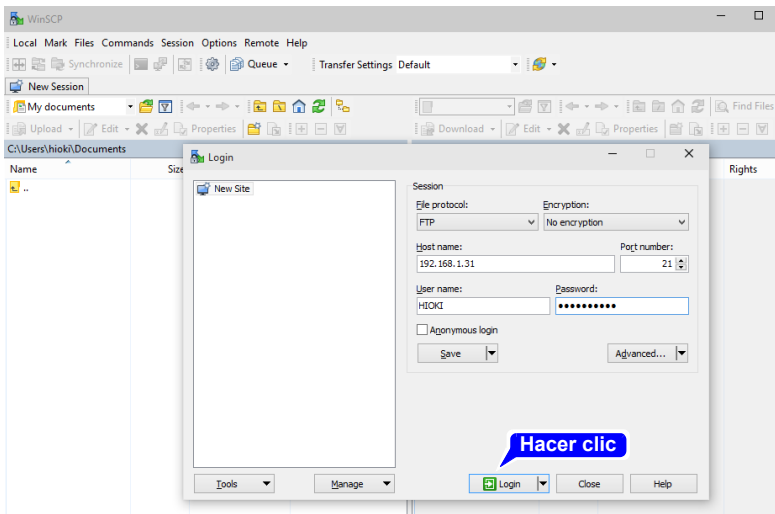 WinSCP
Local Mark Files Commands Session Options Remote Help
Synchronize Queue Transfer Settings Default
New Session
My documents Find Files
Upload Edit Properties Download Edit Properties
C:\Users\hioki\Documents
Name Size Rights
..
Login
New Site
Session
File protocol: Encryption:
FTP No encryption
Host name: Port number:
192.168.1.31 21
User name: Password:
HIOKI ●●●●●●●●●●
Anonymous login
Save Advanced...
Hacer clic
Tools Manage Login Close Help